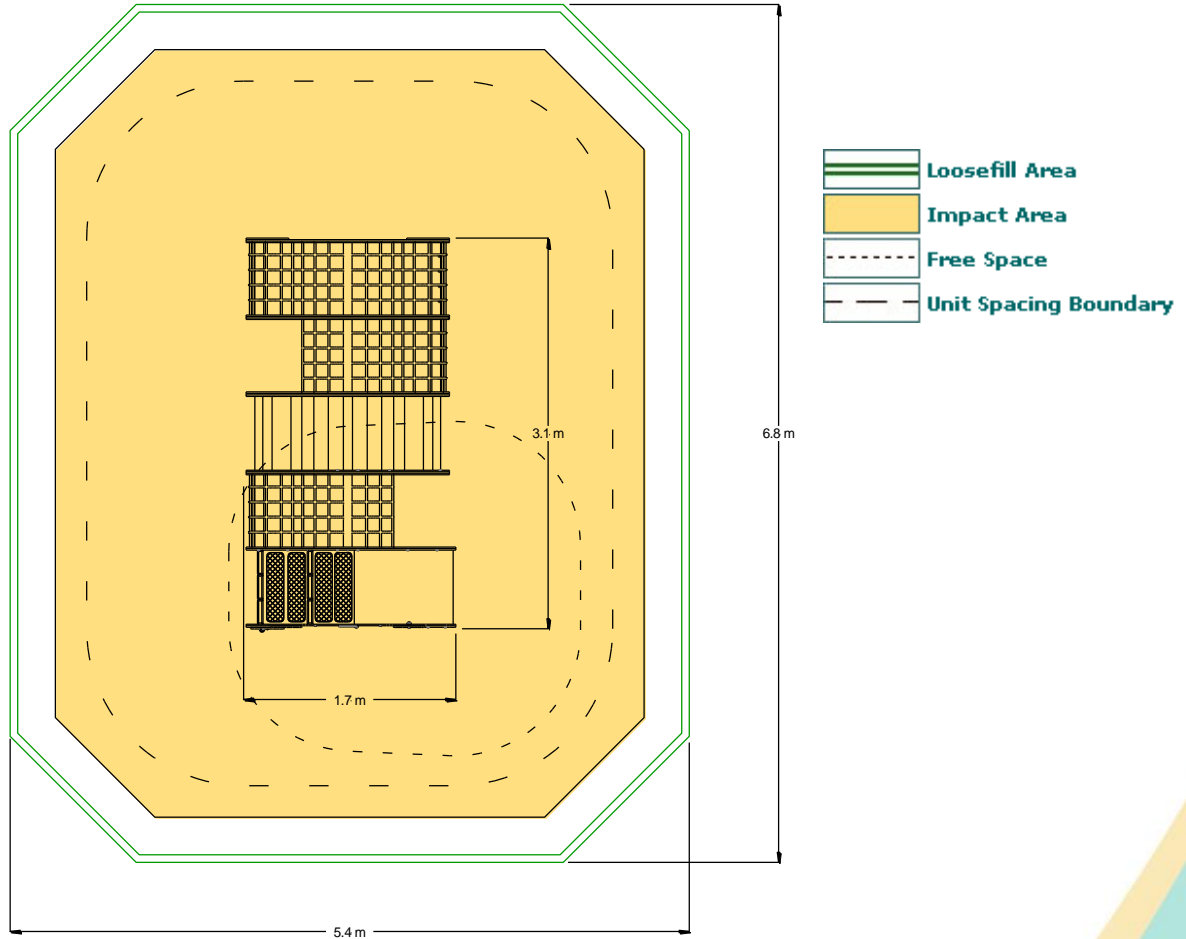 Loosefill Area
Impact Area
Free Space
Unit Spacing Boundary
3.1 m
6.8 m
1.7 m
5.4 m